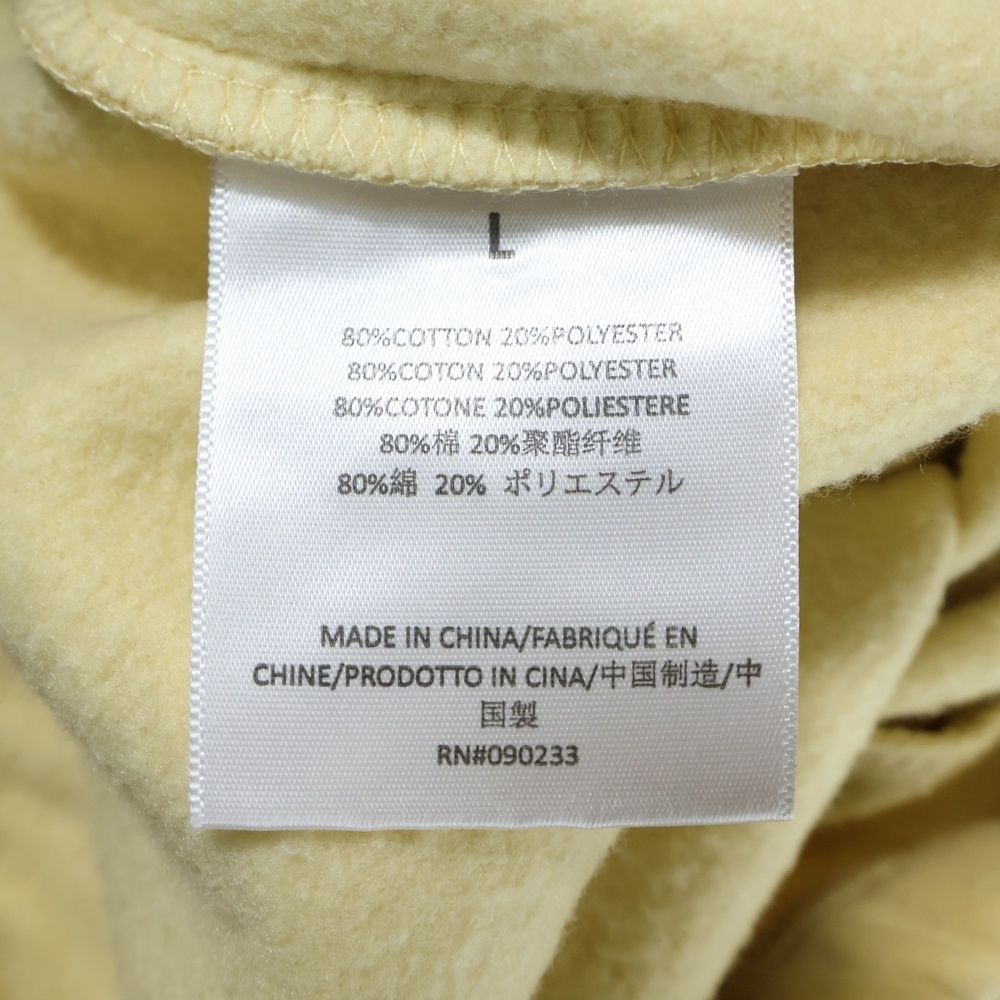 L
80%COTTON 20%POLYESTER
80%COTON 20%POLYESTER
80%COTONE 20%POLIESTERE
80%棉 20%聚酯纤维
80%綿 20% ポリエステル
MADE IN CHINA/FABRIQUÉ EN
CHINE/PRODOTTO IN CINA/中国制造/中
国製
RN#090233